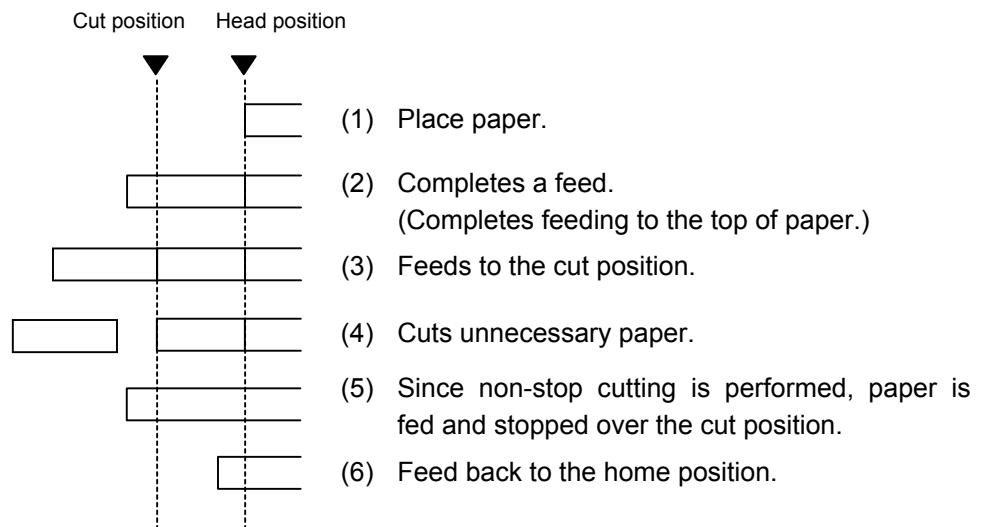 Cut position Head position
(1) Place paper.
(2) Completes a feed.
(Completes feeding to the top of paper.)
(3) Feeds to the cut position.
(4) Cuts unnecessary paper.
(5) Since non-stop cutting is performed, paper is
fed and stopped over the cut position.
(6) Feed back to the home position.